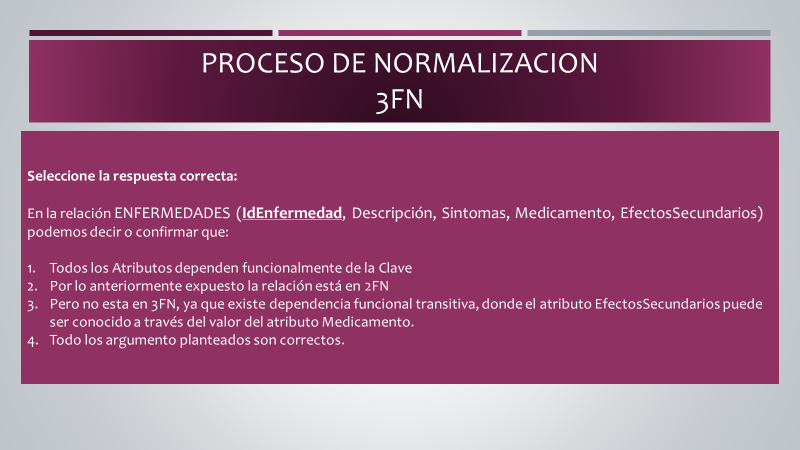 PROCESO DE NORMALIZACION
3FN
Seleccione la respuesta correcta:
En la relación ENFERMEDADES (IdEnfermedad, Descripción, Sintomas, Medicamento, EfectosSecundarios)
podemos decir o confirmar que:
1. Todos los Atributos dependen funcionalmente de la Clave
2. Por lo anteriormente expuesto la relación está en 2FN
3. Pero no esta en 3FN, ya que existe dependencia funcional transitiva, donde el atributo EfectosSecundarios puede
ser conocido a través del valor del atributo Medicamento.
4. Todo los argumento planteados son correctos.